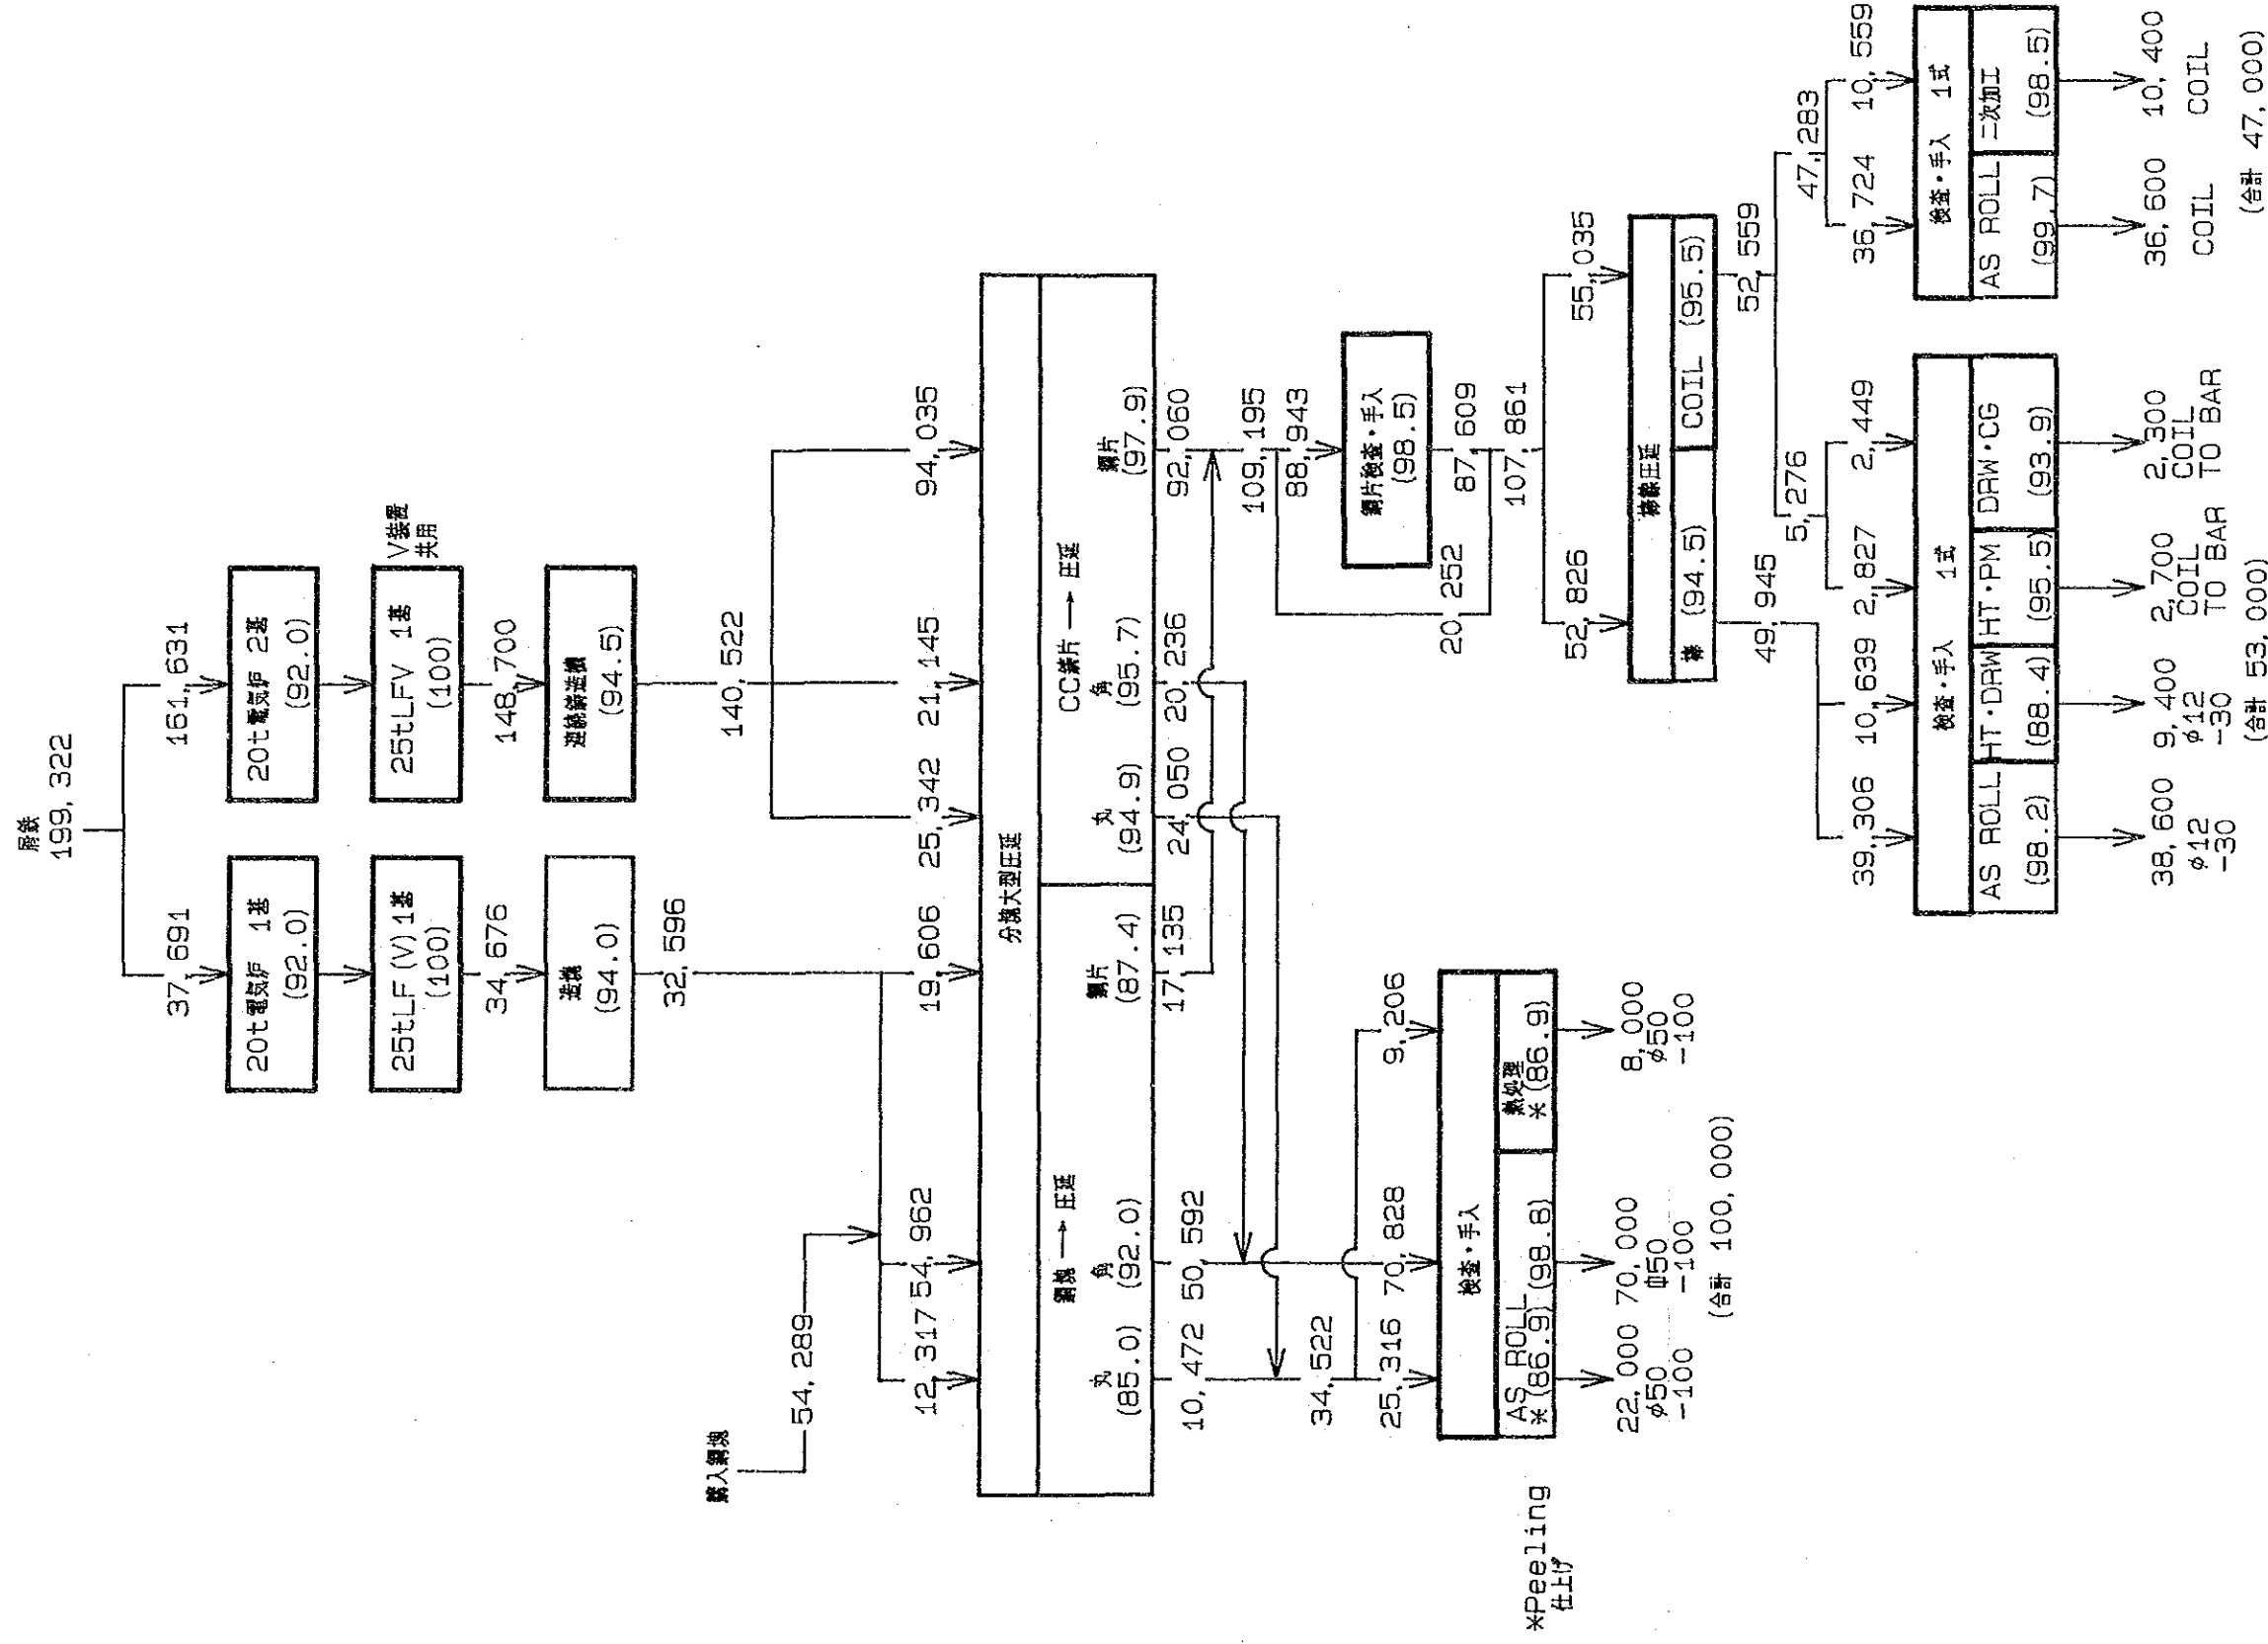 屑鉄
199,322
37,691
161,631
20t電気炉 1基
(92.0)
20t電気炉 2基
(92.0)
25tLF(V)1基
(100)
25tLFV 1基
(100)
V装置
共用
34,676
148,700
造塊
(94.0)
連続鋳造機
(94.5)
32,596
140,522
購入鋼塊
54,289
12,317
54,962
19,606
25,342
21,145
94,035
分塊大型圧延
鋼塊→圧延
CC鋳片→圧延
丸
(85.0)
角
(92.0)
鋼片
(87.4)
丸
(94.9)
角
(95.7)
鋼片
(97.9)
10,472
50,592
17,135
24,050
20,236
92,060
109,195
88,943
34,522
25,316
70,828
9,206
鋼片検査・手入
(98.5)
20,252
87,609
107,861
検査・手入
AS ROLL
*(86.9)
(98.8)
熱処理
*(86.9)
52,826
55,035
22,000
φ50
-100
70,000
⌷50
-100
8,000
φ50
-100
(合計 100,000)
*Peeling
仕上げ
棒線圧延
棒 (94.5)
COIL (95.5)
49,945
52,559
5,276
47,283
39,306
10,639
2,827
2,449
36,724
10,559
検査・手入 1式
AS ROLL
(98.2)
HT・DRW
(88.4)
HT・PM
(95.5)
DRW・CG
(93.9)
検査・手入 1式
AS ROLL
(99.7)
二次加工
(98.5)
38,600
φ12
-30
9,400
φ12
-30
2,700
COIL
TO BAR
2,300
COIL
TO BAR
(合計 53,000)
36,600
COIL
10,400
COIL
(合計 47,000)